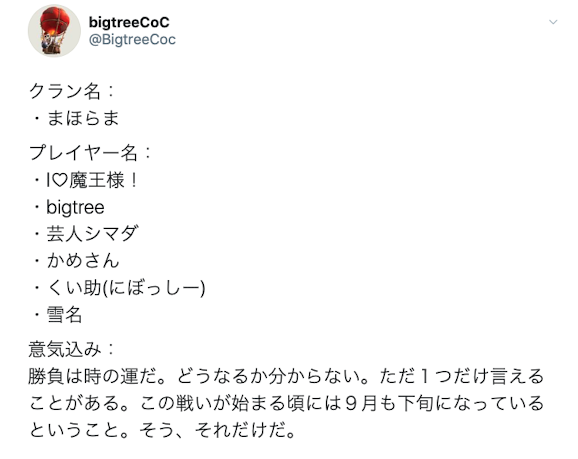 bigtreeCoC
@BigtreeCoc
クラン名：
・まほらま
プレイヤー名：
・I♡魔王様！
・bigtree
・芸人シマダ
・かめさん
・くい助(にぼっしー)
・雪名
意気込み：
勝負は時の運だ。どうなるか分からない。ただ１つだけ言える
ことがある。この戦いが始まる頃には９月も下旬になっている
ということ。そう、それだけだ。